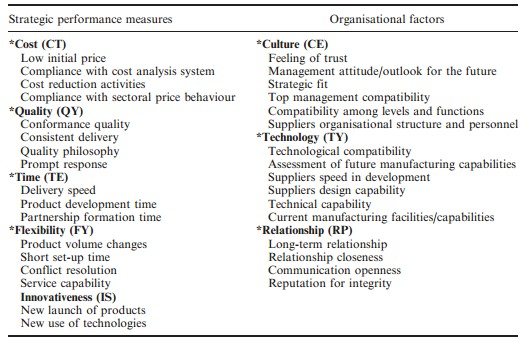 Strategic performance measures
*Cost (CT)
Low initial price
Compliance with cost analysis system
Cost reduction activities
Compliance with sectoral price behaviour
*Quality (QY)
Conformance quality
Consistent delivery
Quality philosophy
Prompt response
*Time (TE)
Delivery speed
Product development time
Partnership formation time
*Flexibility (FY)
Product volume changes
Short set-up time
Conflict resolution
Service capability
Innovativeness (IS)
New launch of products
New use of technologies
Organisational factors
*Culture (CE)
Feeling of trust
Management attitude/outlook for the future
Strategic fit
Top management compatibility
Compatibility among levels and functions
Suppliers organisational structure and personnel
*Technology (TY)
Technological compatibility
Assessment of future manufacturing capabilities
Suppliers speed in development
Suppliers design capability
Technical capability
Current manufacturing facilities/capabilities
*Relationship (RP)
Long-term relationship
Relationship closeness
Communication openness
Reputation for integrity